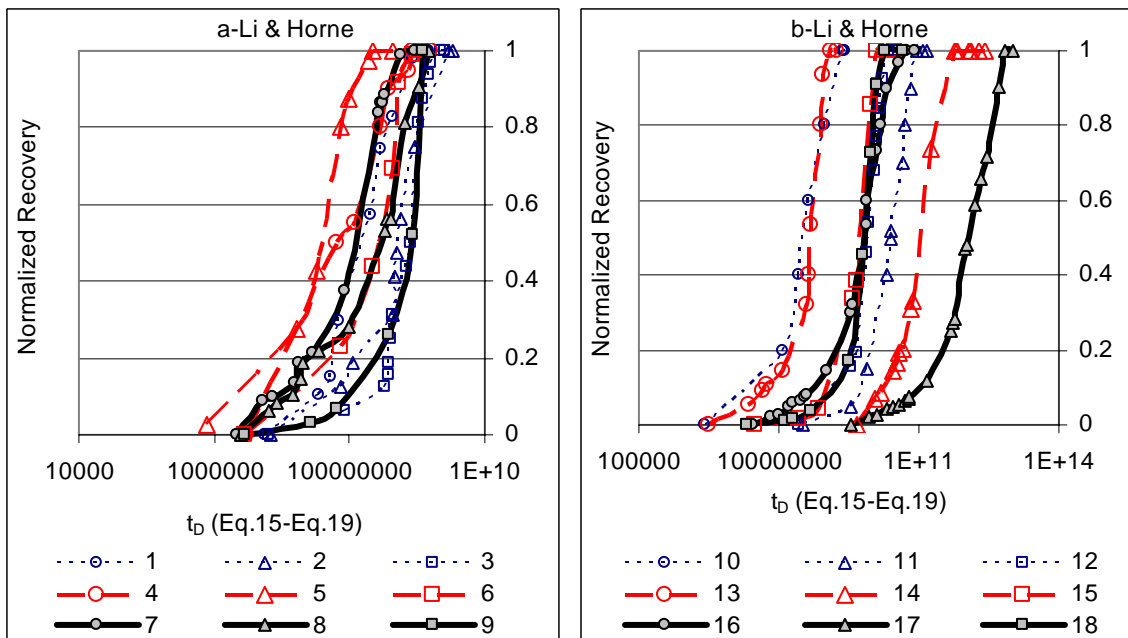 a-Li & Horne
Normalized Recovery
1
0.8
0.6
0.4
0.2
0
10000 1000000 100000000 1E+10
t_D (Eq.15-Eq.19)
1 2 3
4 5 6
7 8 9
b-Li & Horne
Normalized Recovery
1
0.8
0.6
0.4
0.2
0
100000 100000000 1E+11 1E+14
t_D (Eq.15-Eq.19)
10 11 12
13 14 15
16 17 18